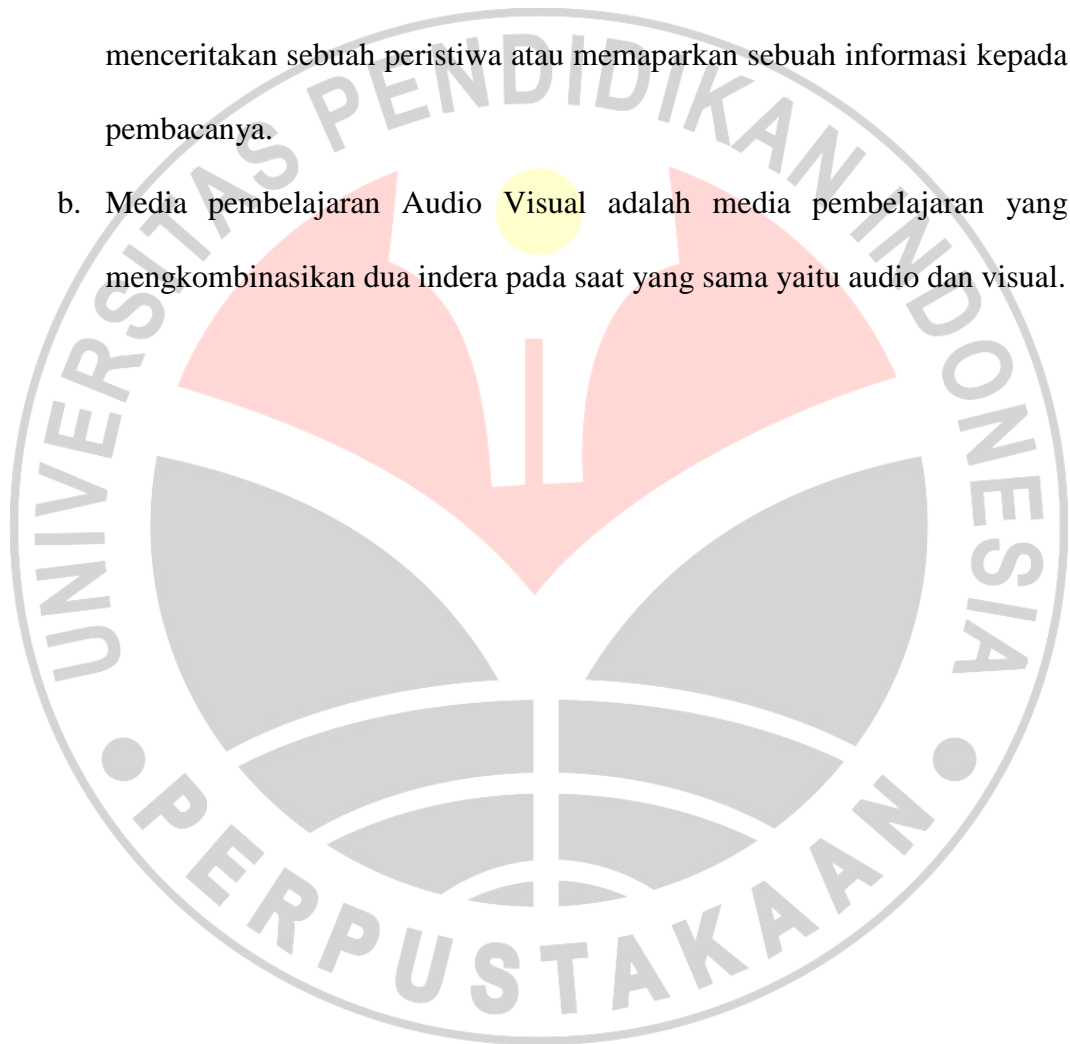 menceritakan sebuah peristiwa atau memaparkan sebuah informasi kepada
pembacanya.
b. Media pembelajaran Audio Visual adalah media pembelajaran yang
mengkombinasikan dua indera pada saat yang sama yaitu audio dan visual.
UNIVERSITAS PENDIDIKAN INDONESIA
PERPUSTAKAAN